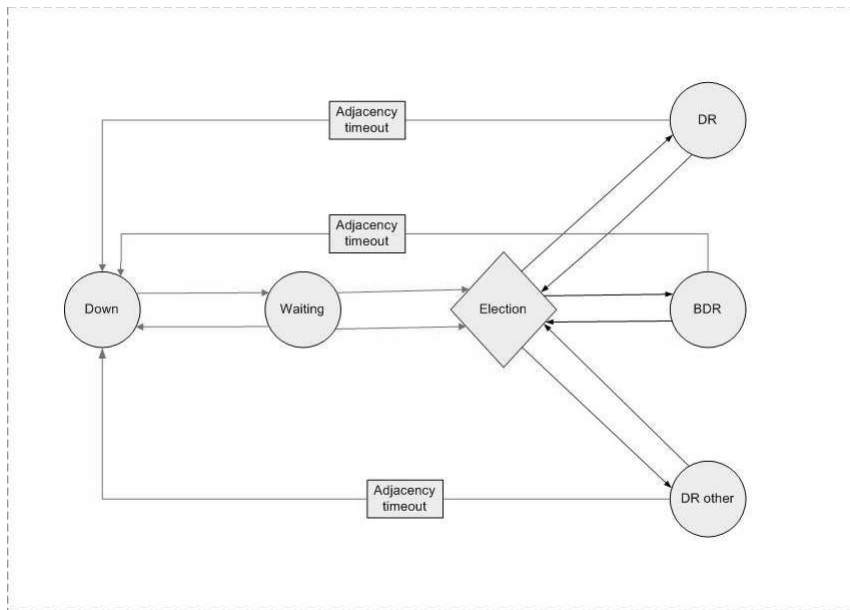 Adjacency
timeout
DR
Adjacency
timeout
Down
Waiting
Election
BDR
Adjacency
timeout
DR other